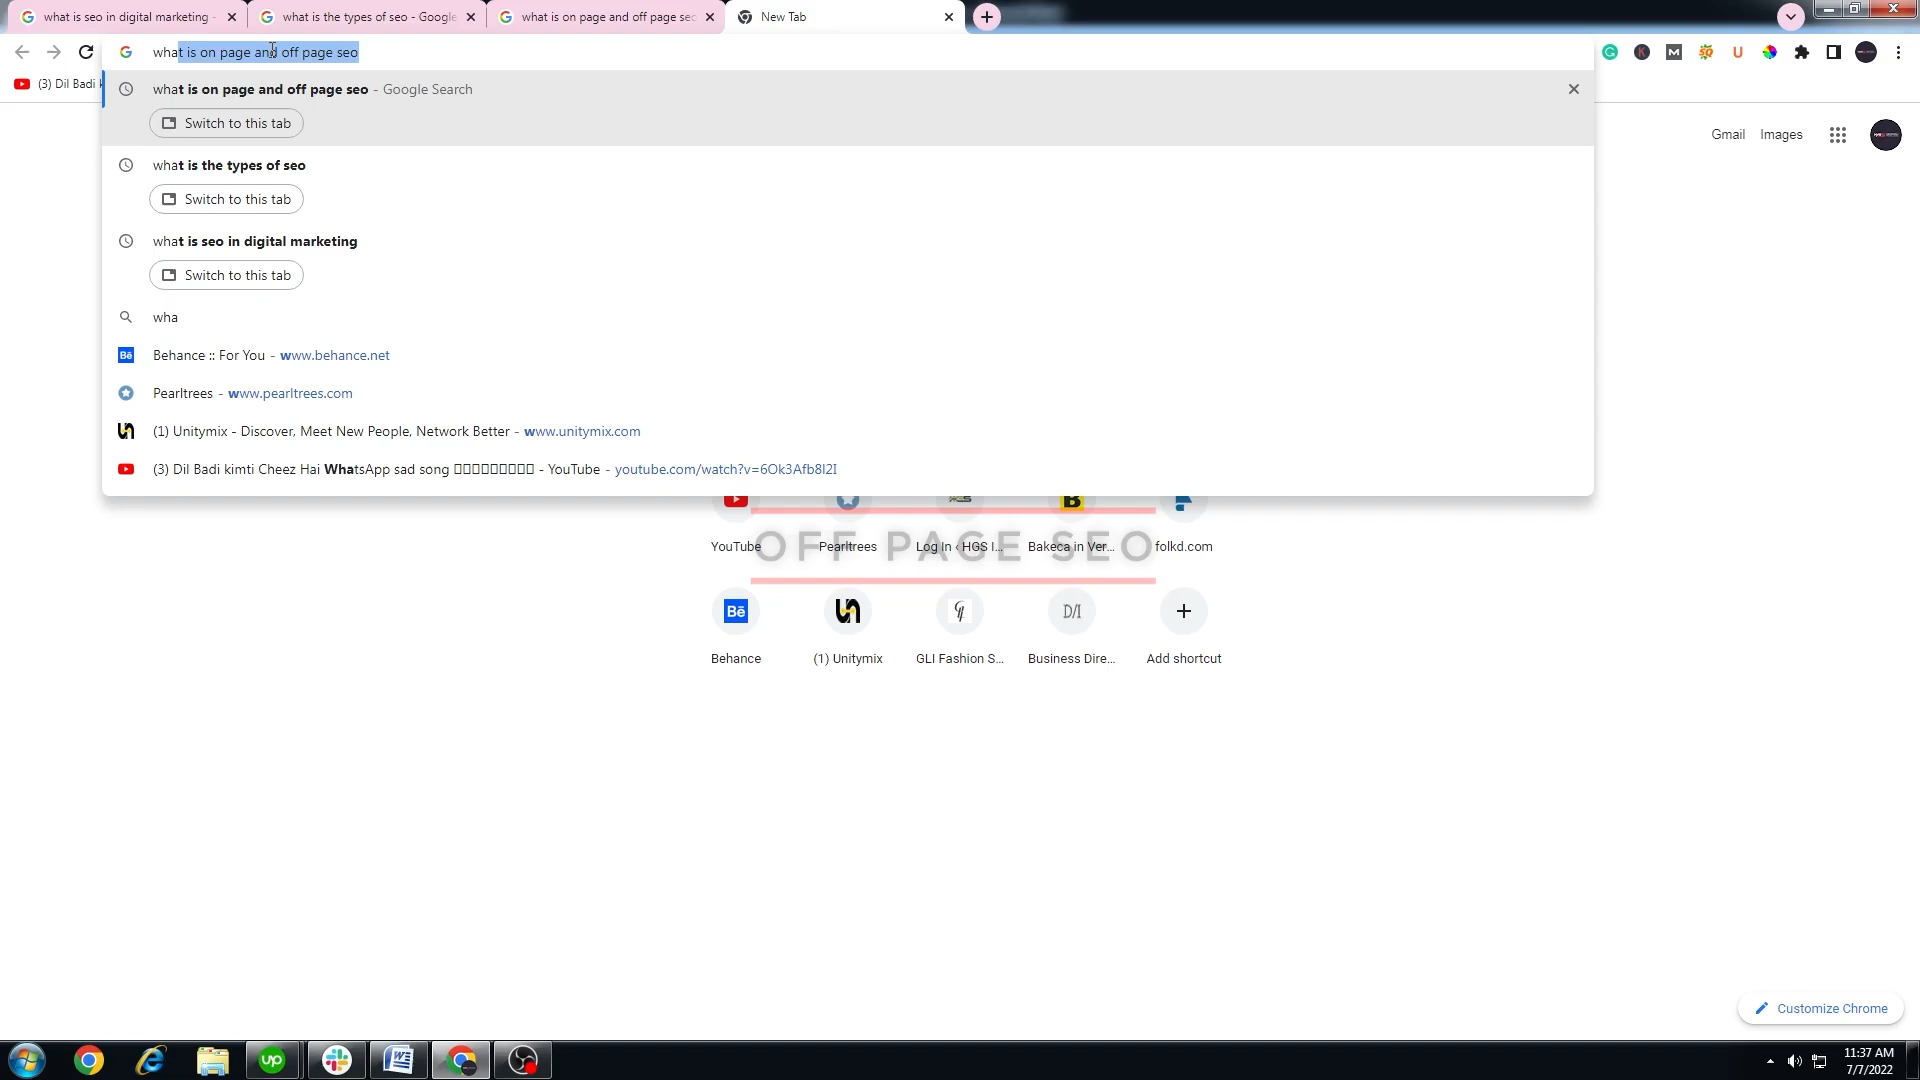 what is seo in digital marketing -
what is the types of seo - Google
what is on page and off page seo
New Tab
what is on page and off page seo
(3) Dil Badi k
what is on page and off page seo - Google Search
Switch to this tab
what is the types of seo
Switch to this tab
what is seo in digital marketing
Switch to this tab
wha
Behance :: For You - www.behance.net
Pearltrees - www.pearltrees.com
(1) Unitymix - Discover, Meet New People, Network Better - www.unitymix.com
(3) Dil Badi kimti Cheez Hai WhatsApp sad song □□□□□□□□□ - YouTube - youtube.com/watch?v=6Ok3Afb8l2I
Gmail Images
OFF PAGE SEO
YouTube
Pearltrees
Log In ‹ HGS I...
Bakeca in Ver...
folkd.com
Behance
(1) Unitymix
GLI Fashion S...
D/I
Business Dire...
Add shortcut
Customize Chrome
11:37 AM
7/7/2022